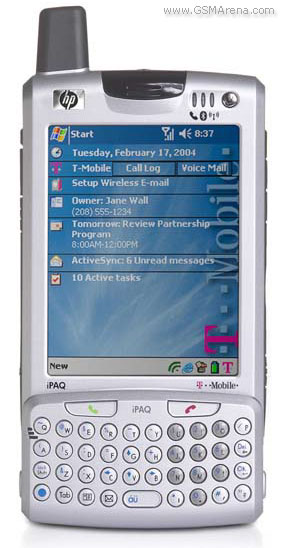 www.GSMArena.com
hp
Start 8:37
Tuesday, February 17, 2004
T-Mobile Call Log Voice Mail
Setup Wireless E-mail
Owner: Jane Wall
(208) 555-1234
Tomorrow: Review Partnership
Program
8:00AM-12:00PM
ActiveSync: 6 Unread messages
10 Active tasks
T··Mobile
New T
iPAQ T··Mobile·
iPAQ
Q W E R T Y U I O P
A S D F G H J K L
Z X C V B N M
Tab áü